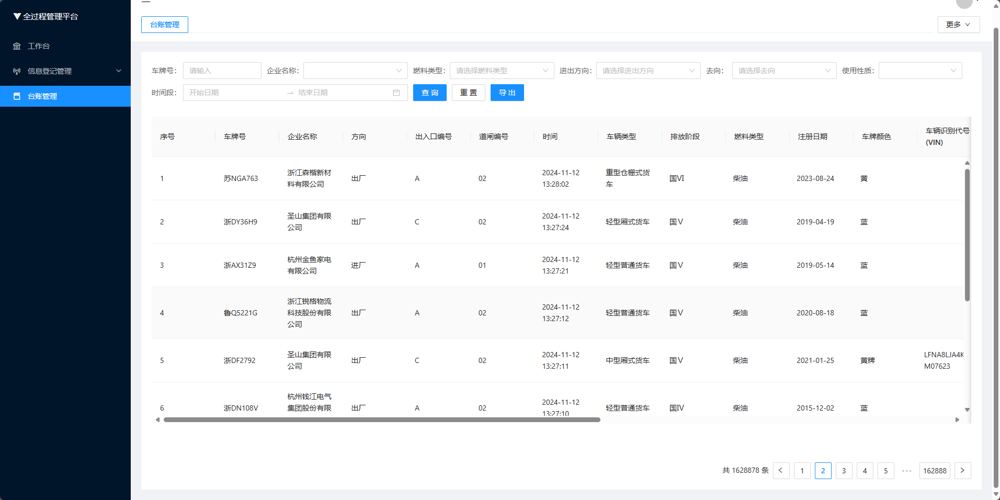 全过程管理平台
工作台
信息登记管理
台账管理
台账管理
更多
车牌号: 请输入 企业名称: 燃料类型: 请选择燃料类型 进出方向: 请选择进出方向 去向: 请选择去向 使用性质:
时间段: 开始日期 → 结束日期 查 询 重 置 导 出
序号 车牌号 企业名称 方向 出入口编号 道闸编号 时间 车辆类型 排放阶段 燃料类型 注册日期 车牌颜色 车辆识别代号
(VIN)
浙江森楷新材 2024-11-12 重型仓栅式货
1 苏NGA763 出厂 A 02 国VI 柴油 2023-08-24 黄
料有限公司 13:28:02 车
圣山集团有限 2024-11-12
2 浙DY36H9 出厂 C 02 轻型厢式货车 国Ⅴ 柴油 2019-04-19 蓝
公司 13:27:24
杭州金鱼家电 2024-11-12
3 浙AX31Z9 进厂 A 01 轻型普通货车 国Ⅴ 柴油 2019-05-14 蓝
有限公司 13:27:21
浙江锐格物流 2024-11-12
4 鲁Q5221G 科技股份有限 出厂 A 02 轻型普通货车 国Ⅴ 柴油 2020-08-18 蓝
公司 13:27:12
圣山集团有限 2024-11-12 LFNA8LJA4K
5 浙DF2792 出厂 C 02 中型厢式货车 国Ⅴ 柴油 2021-01-25 黄牌
公司 13:27:11 M07623
杭州钱江电气 2024-11-12
6 浙DN108V 集团股份有限 出厂 A 02 轻型普通货车 国IV 柴油 2015-12-02 蓝
13:27:10
共 1628878 条 < 1 2 3 4 5 ••• 162888 >